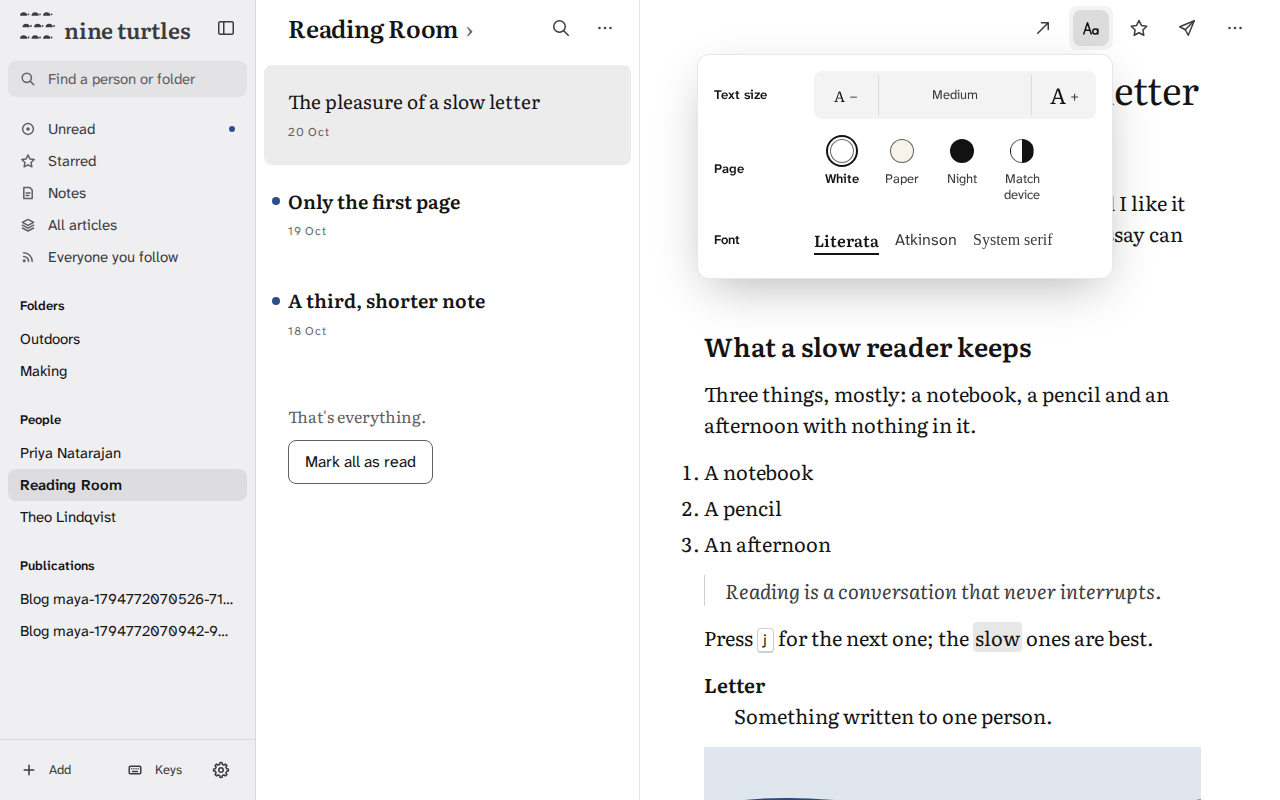 nine turtles
Find a person or folder
Unread
Starred
Notes
All articles
Everyone you follow
Folders
Outdoors
Making
People
Priya Natarajan
Reading Room
Theo Lindqvist
Publications
Blog maya-1794772070526-71...
Blog maya-1794772070942-9...
Add
Keys
Reading Room ›
The pleasure of a slow letter
20 Oct
Only the first page
19 Oct
A third, shorter note
18 Oct
That's everything.
Mark all as read
Aa
Text size
A −
Medium
A +
Page
White
Paper
Night
Match
device
Font
Literata
Atkinson
System serif
etter
I like it
say can
What a slow reader keeps
Three things, mostly: a notebook, a pencil and an
afternoon with nothing in it.
1. A notebook
2. A pencil
3. An afternoon
Reading is a conversation that never interrupts.
Press j for the next one; the slow ones are best.
Letter
Something written to one person.